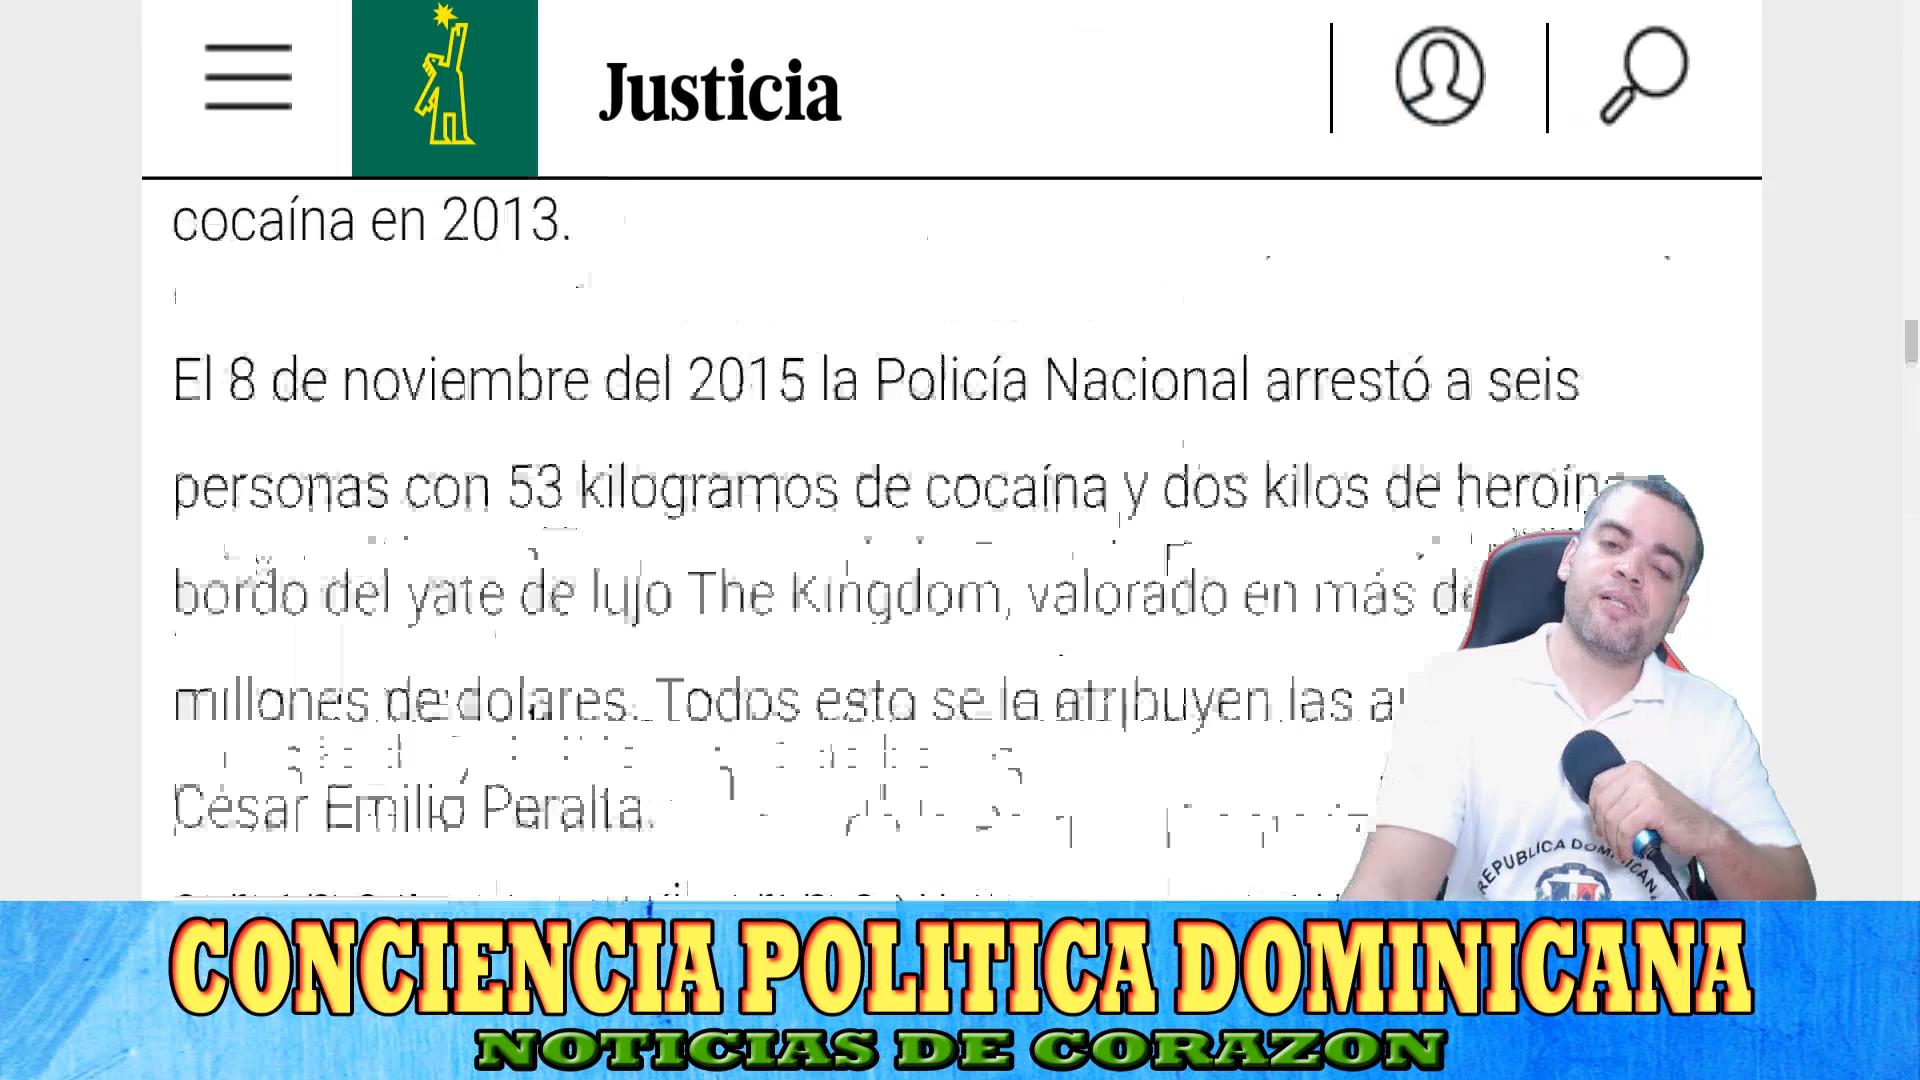 Justicia
cocaína en 2013.
El 8 de noviembre del 2015 la Policía Nacional arrestó a seis
personas con 53 kilogramos de cocaína y dos kilos de heroína
bordo del yate de lujo The Kingdom, valorado en más de
millones de dólares. Todos esto se lo atribuyen las
César Emilio Peralta.
REPUBLICA DOMINICAN
CONCIENCIA POLITICA DOMINICANA
NOTICIAS DE CORAZON